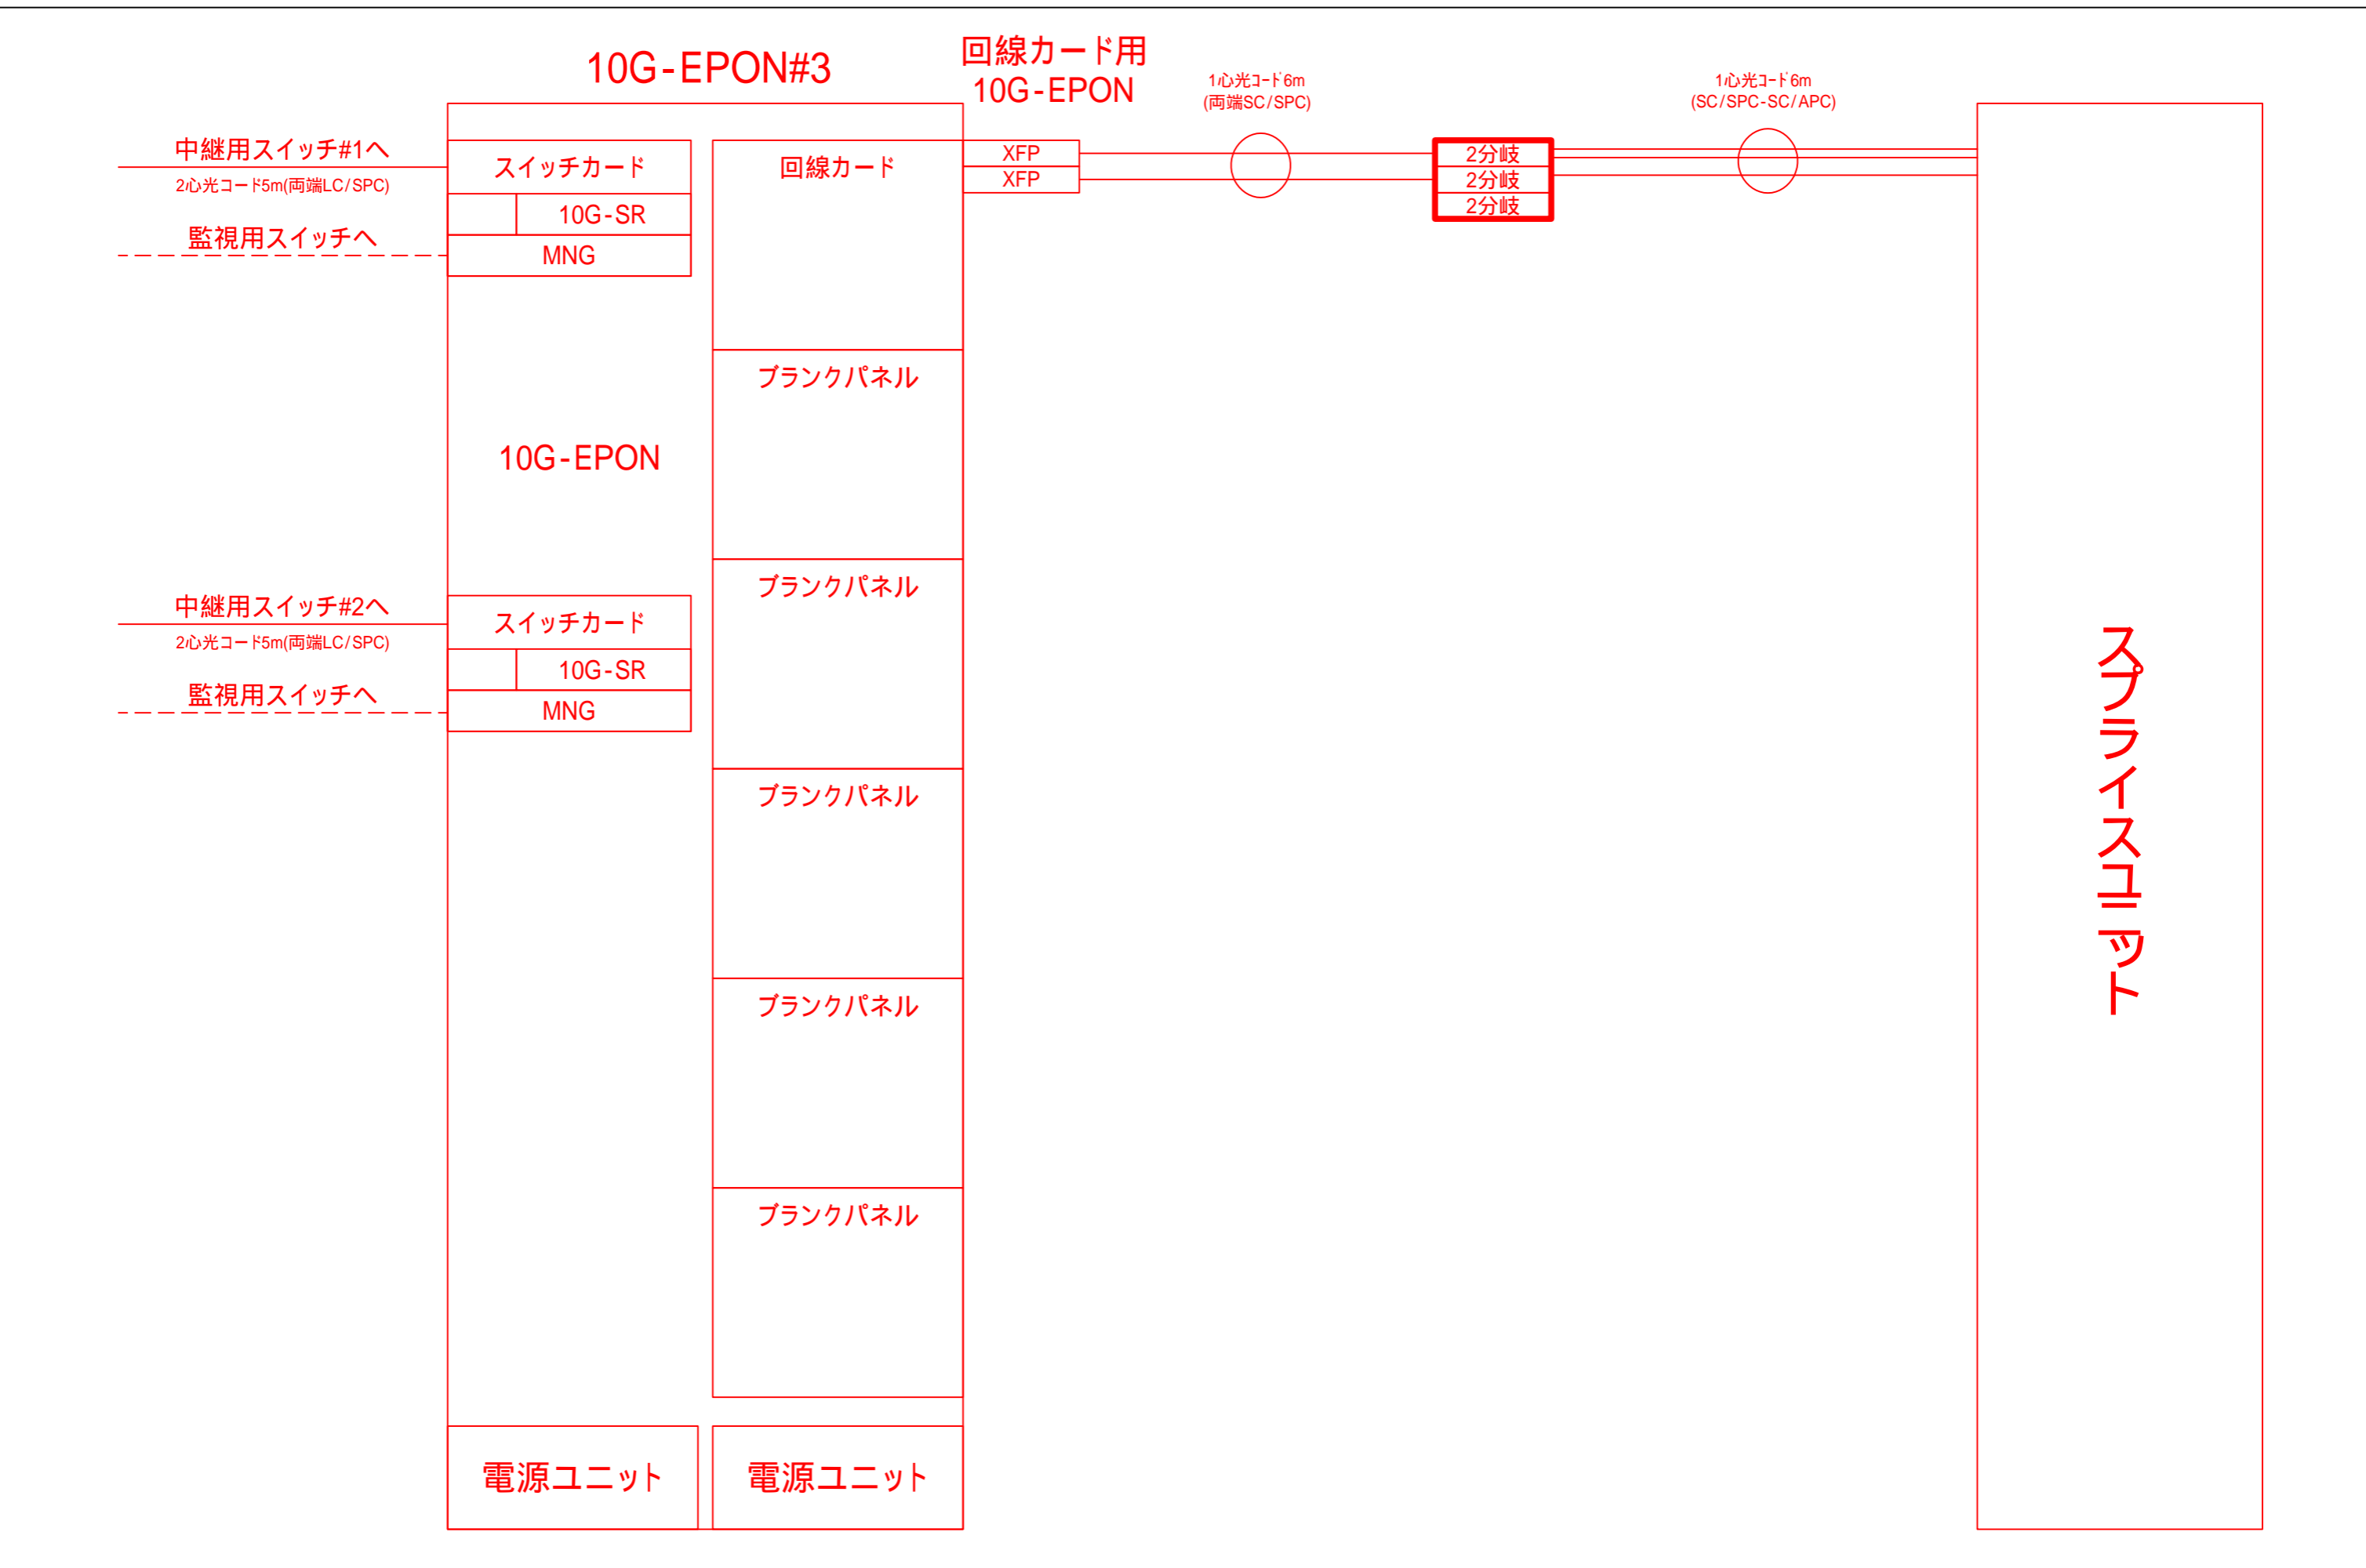 10G-EPON#3
回線カード用
10G-EPON
1心光コード6m
(両端SC/SPC)
1心光コード6m
(SC/SPC-SC/APC)
中継用スイッチ#1へ
2心光コード5m(両端LC/SPC)
監視用スイッチへ
スイッチカード
10G-SR
MNG
回線カード
XFP
XFP
2分岐
2分岐
2分岐
ブランクパネル
10G-EPON
ブランクパネル
中継用スイッチ#2へ
2心光コード5m(両端LC/SPC)
監視用スイッチへ
スイッチカード
10G-SR
MNG
ブランクパネル
ブランクパネル
ブランクパネル
スプライスユニット
電源ユニット
電源ユニット